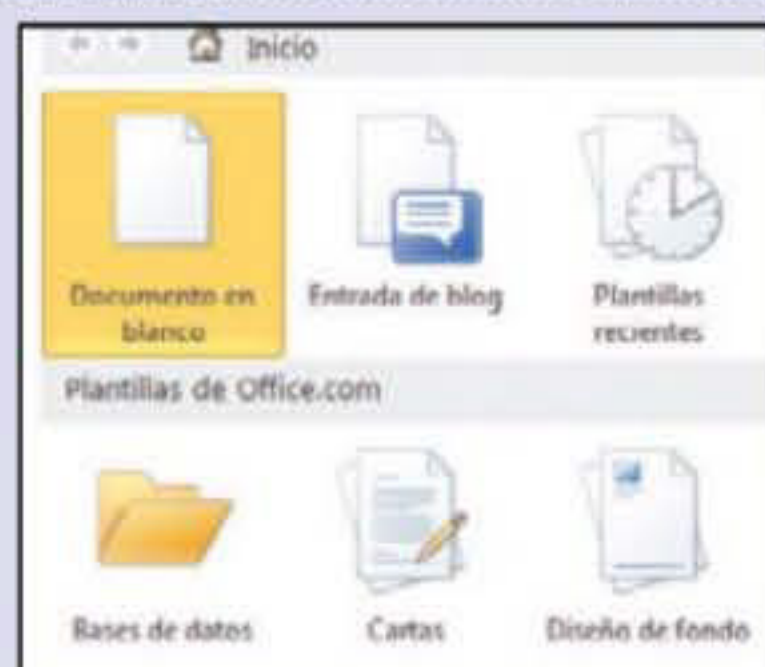 Inicio
Documento en Entrada de blog Plantillas
blanco recientes
Plantillas de Office.com
Bases de datos Cartas Diseño de fondo